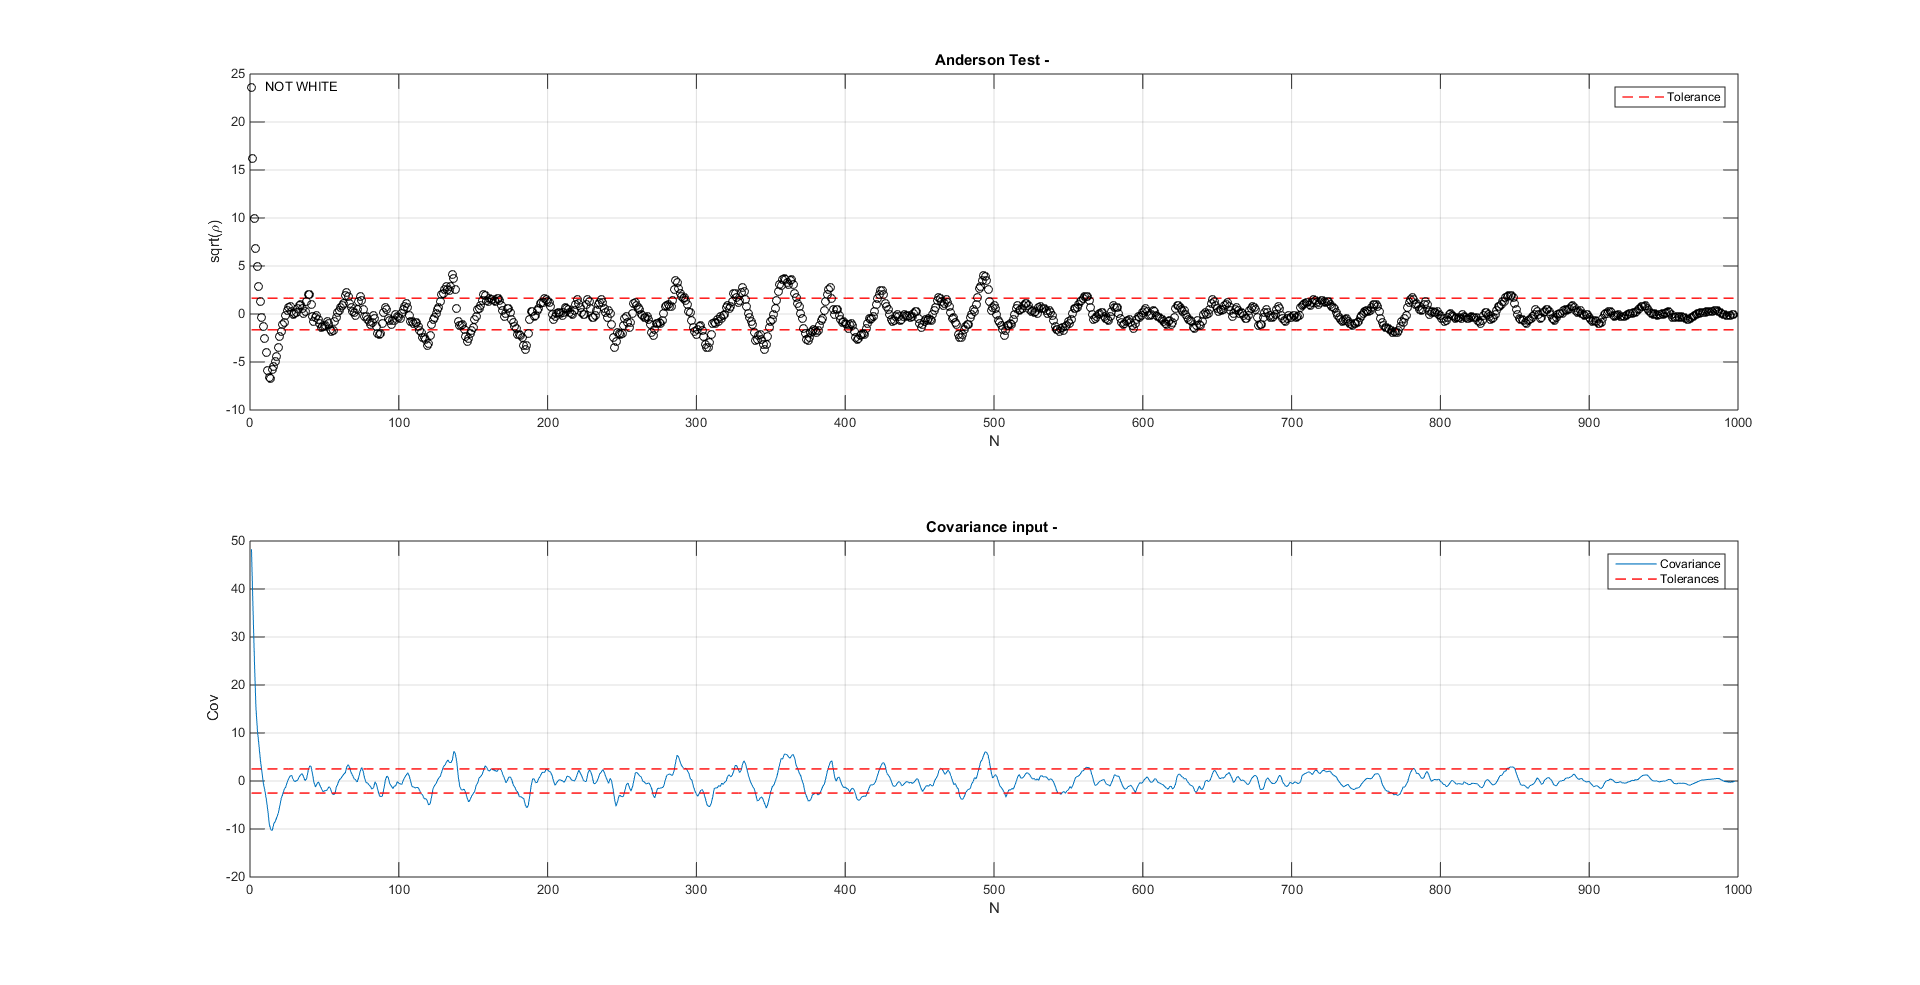 Anderson Test -
25
20
15
10
5
0
-5
-10
sqrt(ρ)
NOT WHITE
Tolerance
0 100 200 300 400 500 600 700 800 900 1000
N
Covariance input -
50
40
30
20
10
0
-10
-20
Cov
Covariance
Tolerances
0 100 200 300 400 500 600 700 800 900 1000
N